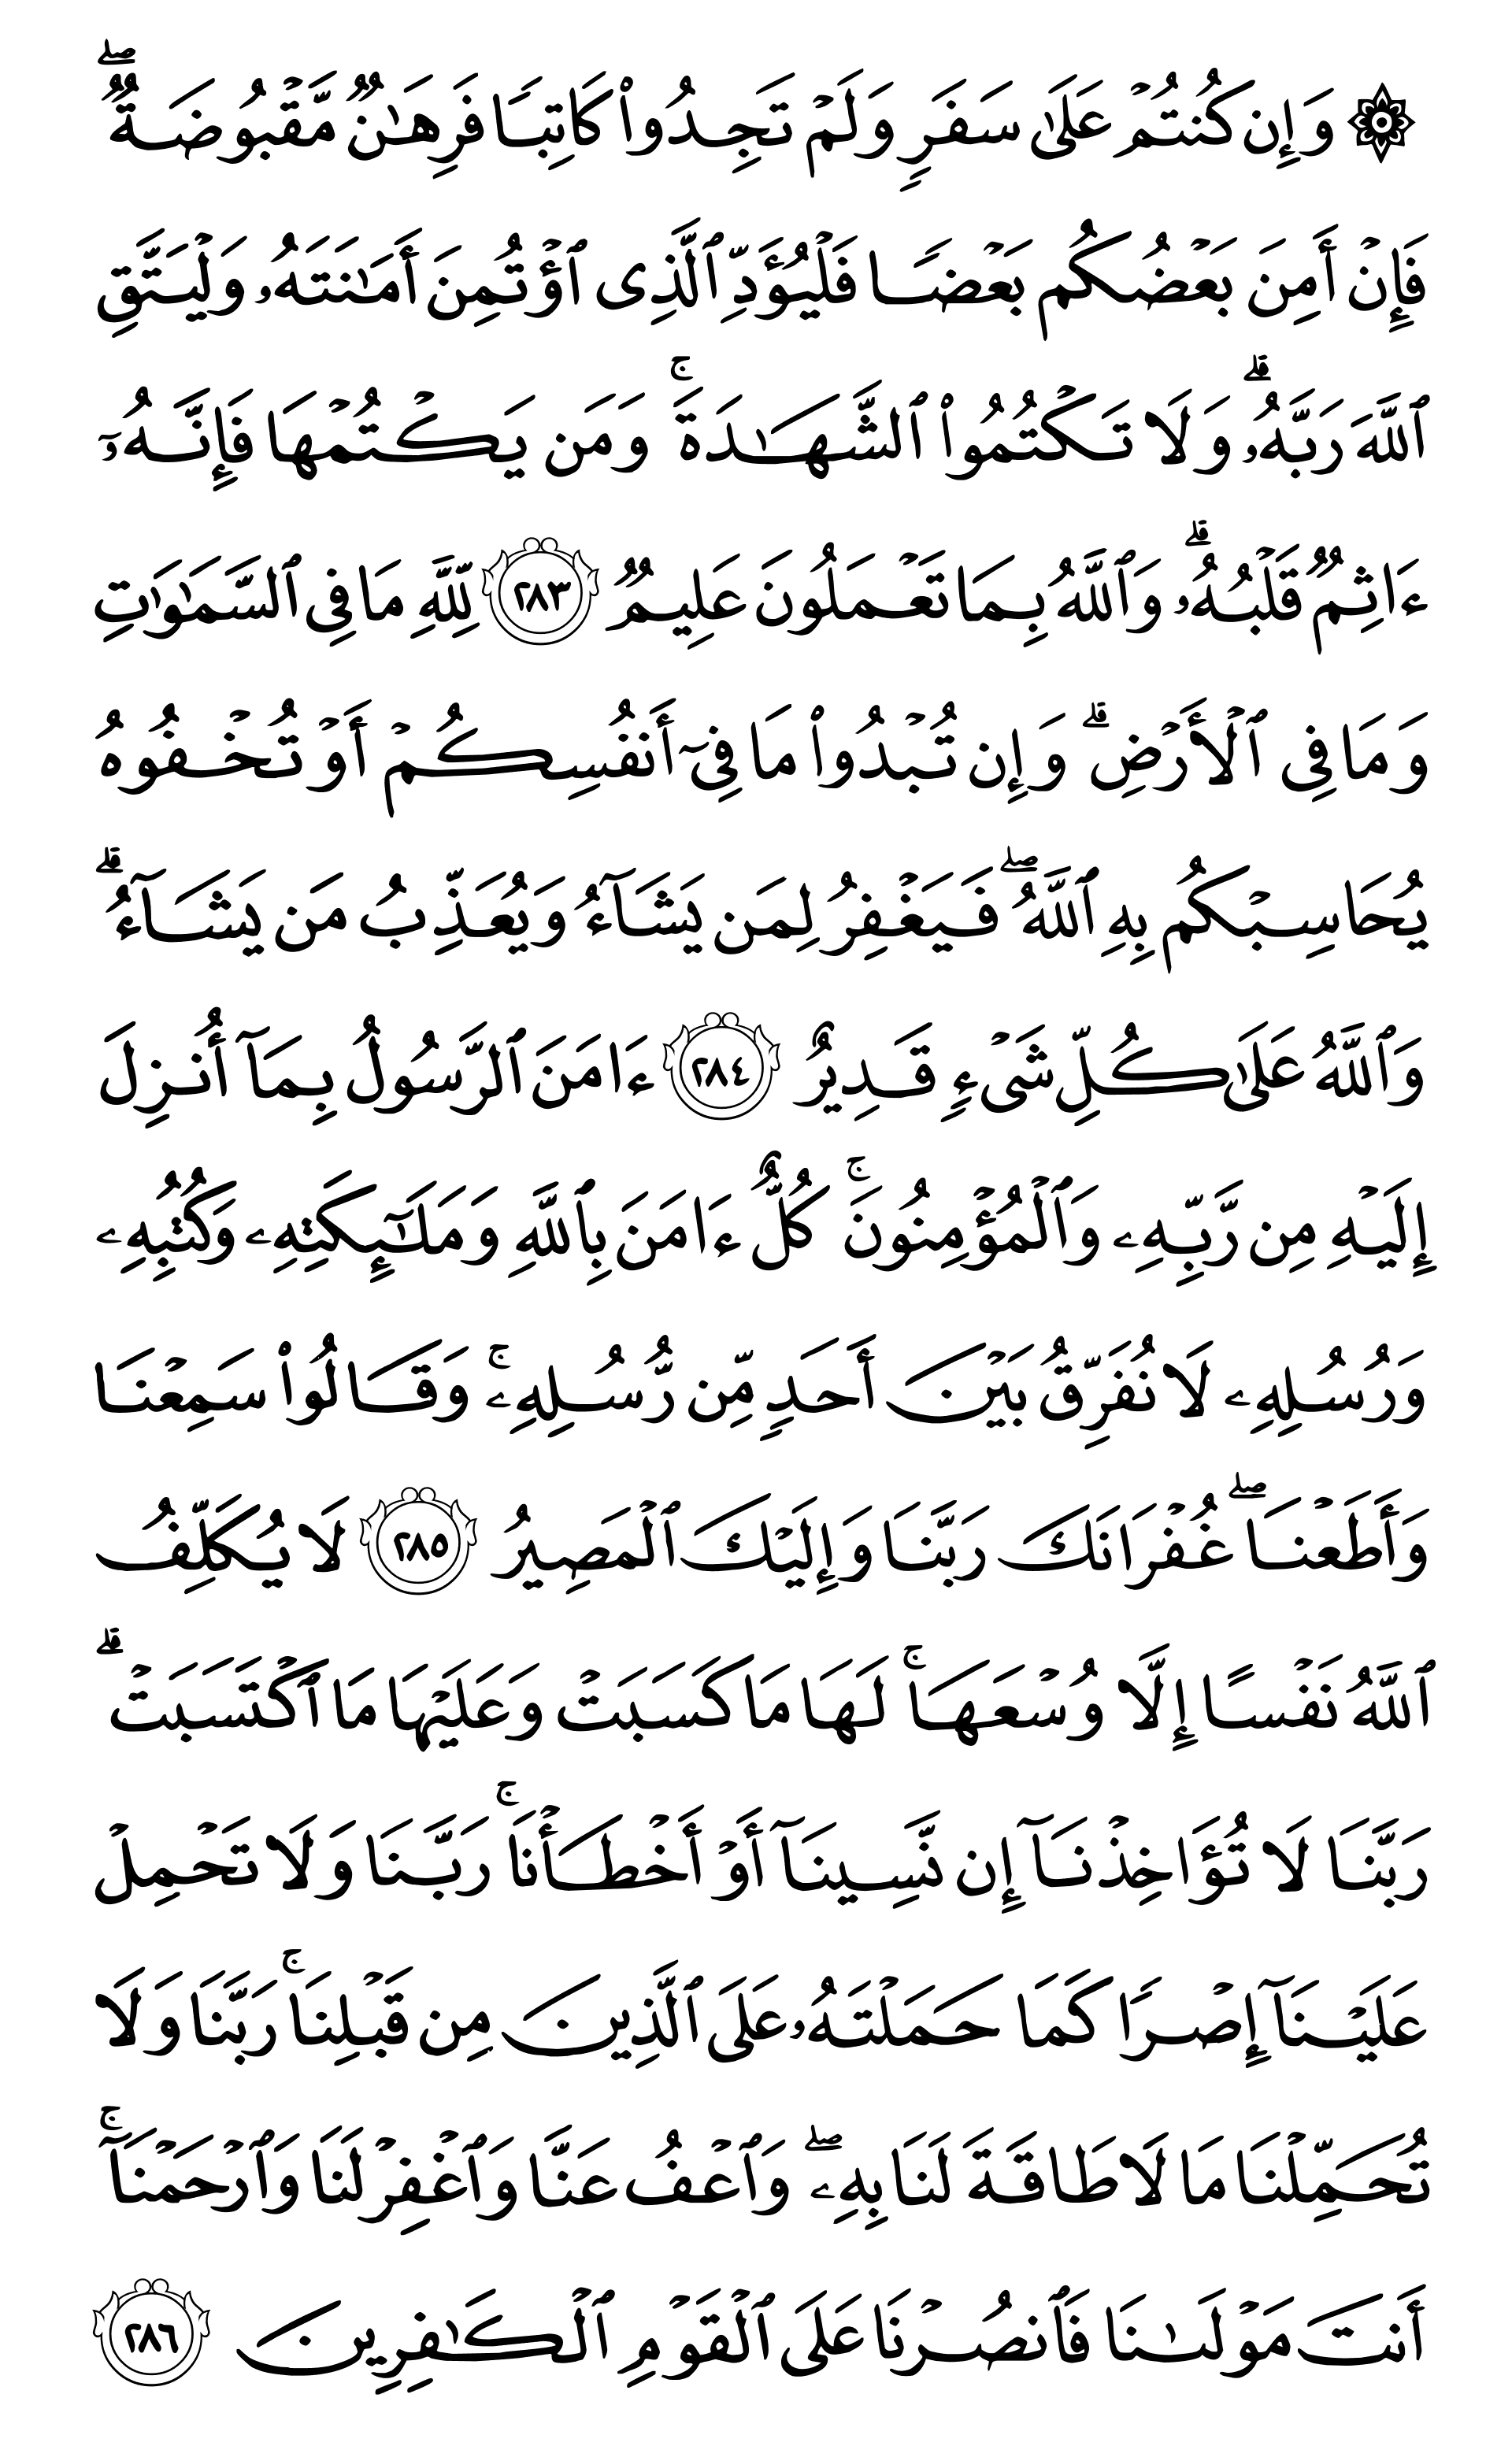 ۞ وَإِن كُنتُمۡ عَلَىٰ سَفَرٖ وَلَمۡ تَجِدُواْ كَاتِبٗا فَرِهَٰنٞ مَّقۡبُوضَةٞۖ
فَإِنۡ أَمِنَ بَعۡضُكُم بَعۡضٗا فَلۡيُؤَدِّ ٱلَّذِي ٱؤۡتُمِنَ أَمَٰنَتَهُۥ وَلۡيَتَّقِ
ٱللَّهَ رَبَّهُۥۗ وَلَا تَكۡتُمُواْ ٱلشَّهَٰدَةَۚ وَمَن يَكۡتُمۡهَا فَإِنَّهُۥٓ
ءَاثِمٞ قَلۡبُهُۥۗ وَٱللَّهُ بِمَا تَعۡمَلُونَ عَلِيمٞ ٢٨٣ لِّلَّهِ مَا فِي ٱلسَّمَٰوَٰتِ
وَمَا فِي ٱلۡأَرۡضِۗ وَإِن تُبۡدُواْ مَا فِيٓ أَنفُسِكُمۡ أَوۡ تُخۡفُوهُ
يُحَاسِبۡكُم بِهِ ٱللَّهُۖ فَيَغۡفِرُ لِمَن يَشَآءُ وَيُعَذِّبُ مَن يَشَآءُۗ
وَٱللَّهُ عَلَىٰ كُلِّ شَيۡءٖ قَدِيرٌ ٢٨٤ ءَامَنَ ٱلرَّسُولُ بِمَآ أُنزِلَ
إِلَيۡهِ مِن رَّبِّهِۦ وَٱلۡمُؤۡمِنُونَۚ كُلٌّ ءَامَنَ بِٱللَّهِ وَمَلَٰٓئِكَتِهِۦ وَكُتُبِهِۦ
وَرُسُلِهِۦ لَا نُفَرِّقُ بَيۡنَ أَحَدٖ مِّن رُّسُلِهِۦۚ وَقَالُواْ سَمِعۡنَا
وَأَطَعۡنَاۖ غُفۡرَانَكَ رَبَّنَا وَإِلَيۡكَ ٱلۡمَصِيرُ ٢٨٥ لَا يُكَلِّفُ
ٱللَّهُ نَفۡسًا إِلَّا وُسۡعَهَاۚ لَهَا مَا كَسَبَتۡ وَعَلَيۡهَا مَا ٱكۡتَسَبَتۡۗ
رَبَّنَا لَا تُؤَاخِذۡنَآ إِن نَّسِينَآ أَوۡ أَخۡطَأۡنَاۚ رَبَّنَا وَلَا تَحۡمِلۡ
عَلَيۡنَآ إِصۡرٗا كَمَا حَمَلۡتَهُۥ عَلَى ٱلَّذِينَ مِن قَبۡلِنَاۚ رَبَّنَا وَلَا
تُحَمِّلۡنَا مَا لَا طَاقَةَ لَنَا بِهِۦۖ وَٱعۡفُ عَنَّا وَٱغۡفِرۡ لَنَا وَٱرۡحَمۡنَآۚ
أَنتَ مَوۡلَىٰنَا فَٱنصُرۡنَا عَلَى ٱلۡقَوۡمِ ٱلۡكَٰفِرِينَ ٢٨٦